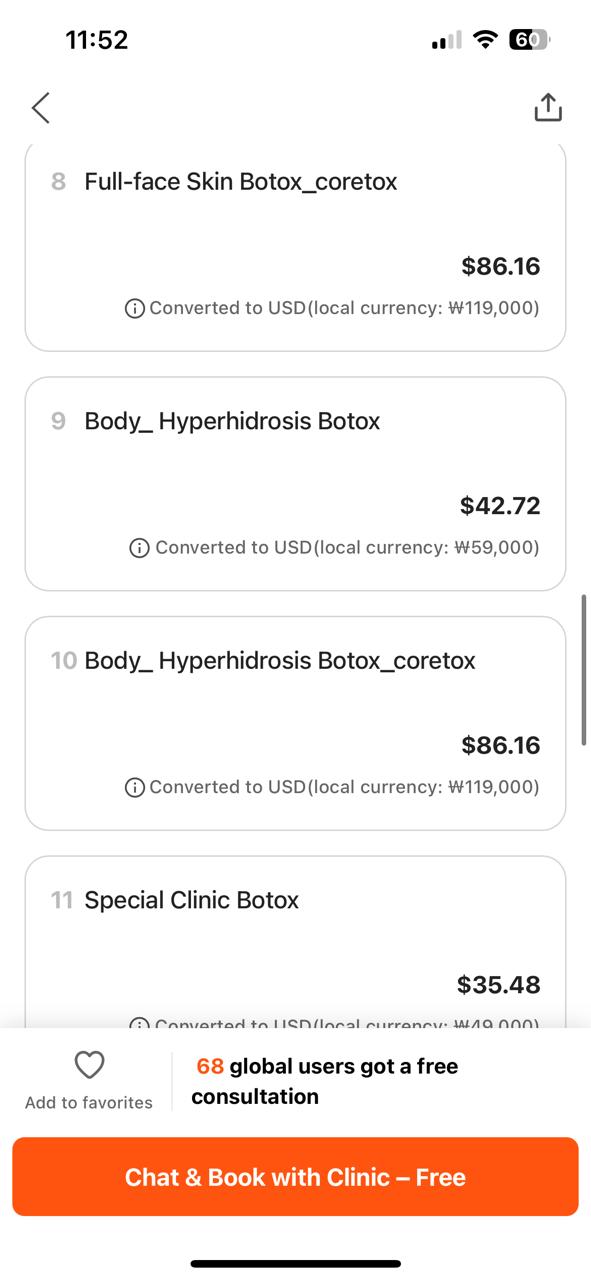 11:52
60
8 Full-face Skin Botox_coretox
$86.16
Converted to USD(local currency: ₩119,000)
9 Body_ Hyperhidrosis Botox
$42.72
Converted to USD(local currency: ₩59,000)
10 Body_ Hyperhidrosis Botox_coretox
$86.16
Converted to USD(local currency: ₩119,000)
11 Special Clinic Botox
$35.48
Converted to USD(local currency: ₩49,000)
68 global users got a free
consultation
Add to favorites
Chat & Book with Clinic – Free